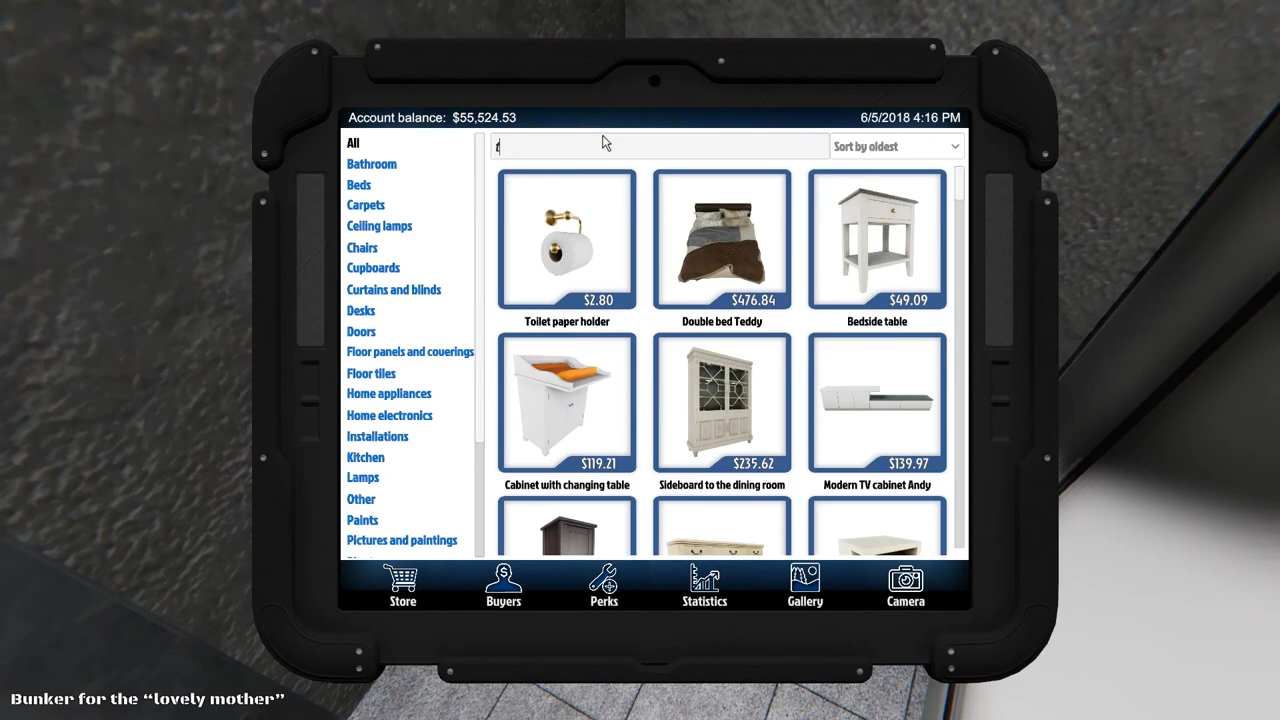 Account balance: $55,524.53
6/5/2018 4:16 PM
All
Bathroom
Beds
Carpets
Ceiling lamps
Chairs
Cupboards
Curtains and blinds
Desks
Doors
Floor panels and coverings
Floor tiles
Home appliances
Home electronics
Installations
Kitchen
Lamps
Other
Paints
Pictures and paintings
t
Sort by oldest
$2.80
$476.84
$49.09
Toilet paper holder
Double bed Teddy
Bedside table
$119.21
$235.62
$139.97
Cabinet with changing table
Sideboard to the dining room
Modern TV cabinet Andy
Store
Buyers
Perks
Statistics
Gallery
Camera
Bunker for the “lovely mother”